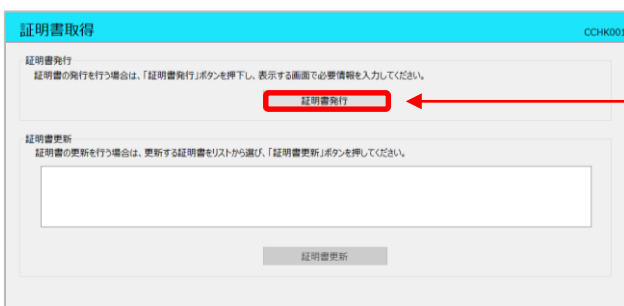 証明書取得
CCHK001
証明書発行
証明書の発行を行う場合は、「証明書発行」ボタンを押下し、表示する画面で必要情報を入力してください。
証明書発行
証明書更新
証明書の更新を行う場合は、更新する証明書をリストから選び、「証明書更新」ボタンを押してください。
証明書更新